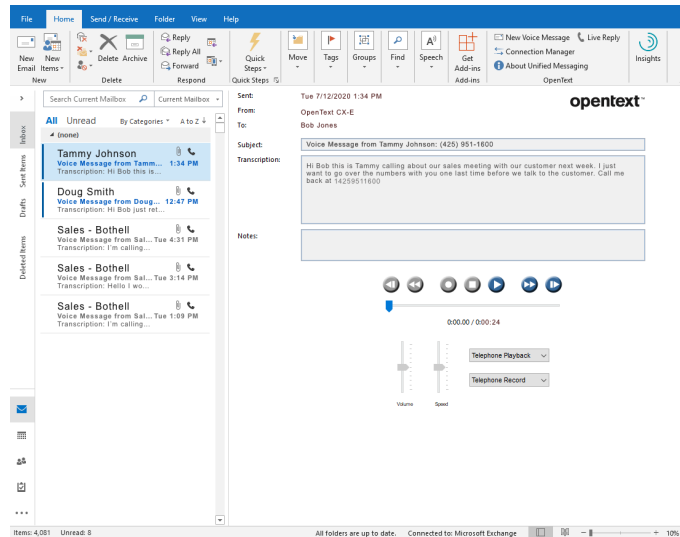 File Home Send / Receive Folder View Help
New Email
New Items
Delete Archive
Reply
Reply All
Forward
Quick Steps
Move
Tags
Groups
Find
Speech
Get Add-ins
New Voice Message Live Reply
Connection Manager
About Unified Messaging
Insights
New Delete Respond Quick Steps Add-ins OpenText
Search Current Mailbox Current Mailbox
All Unread By Categories A to Z
(none)
Tammy Johnson
Voice Message from Tamm... 1:34 PM
Transcription: Hi Bob this is...
Doug Smith
Voice Message from Doug... 12:47 PM
Transcription: Hi Bob just ret...
Sales - Bothell
Voice Message from Sal... Tue 4:31 PM
Transcription: I'm calling...
Sales - Bothell
Voice Message from Sal... Tue 3:14 PM
Transcription: Hello I wo...
Sales - Bothell
Voice Message from Sal... Tue 1:09 PM
Transcription: I'm calling...
Inbox
Sent Items
Drafts
Deleted Items
Sent: Tue 7/12/2020 1:34 PM
opentext™
From: OpenText CX-E
To: Bob Jones
Subject: Voice Message from Tammy Johnson: (425) 951-1600
Transcription: Hi Bob this is Tammy calling about our sales meeting with our customer next week. I just
want to go over the numbers with you one last time before we talk to the customer. Call me
back at 14259511600
Notes:
0:00.00 / 0:00:24
Telephone Playback
Telephone Record
Volume Speed
Items: 4,081 Unread: 8 All folders are up to date. Connected to: Microsoft Exchange 10%